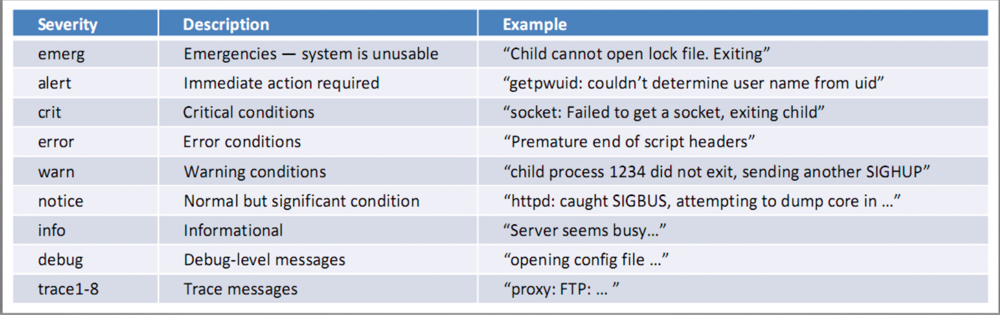 Severity Description Example
emerg Emergencies — system is unusable “Child cannot open lock file. Exiting”
alert Immediate action required “getpwuid: couldn’t determine user name from uid”
crit Critical conditions “socket: Failed to get a socket, exiting child”
error Error conditions “Premature end of script headers”
warn Warning conditions “child process 1234 did not exit, sending another SIGHUP”
notice Normal but significant condition “httpd: caught SIGBUS, attempting to dump core in ...”
info Informational “Server seems busy...”
debug Debug-level messages “opening config file ...”
trace1-8 Trace messages “proxy: FTP: ... ”